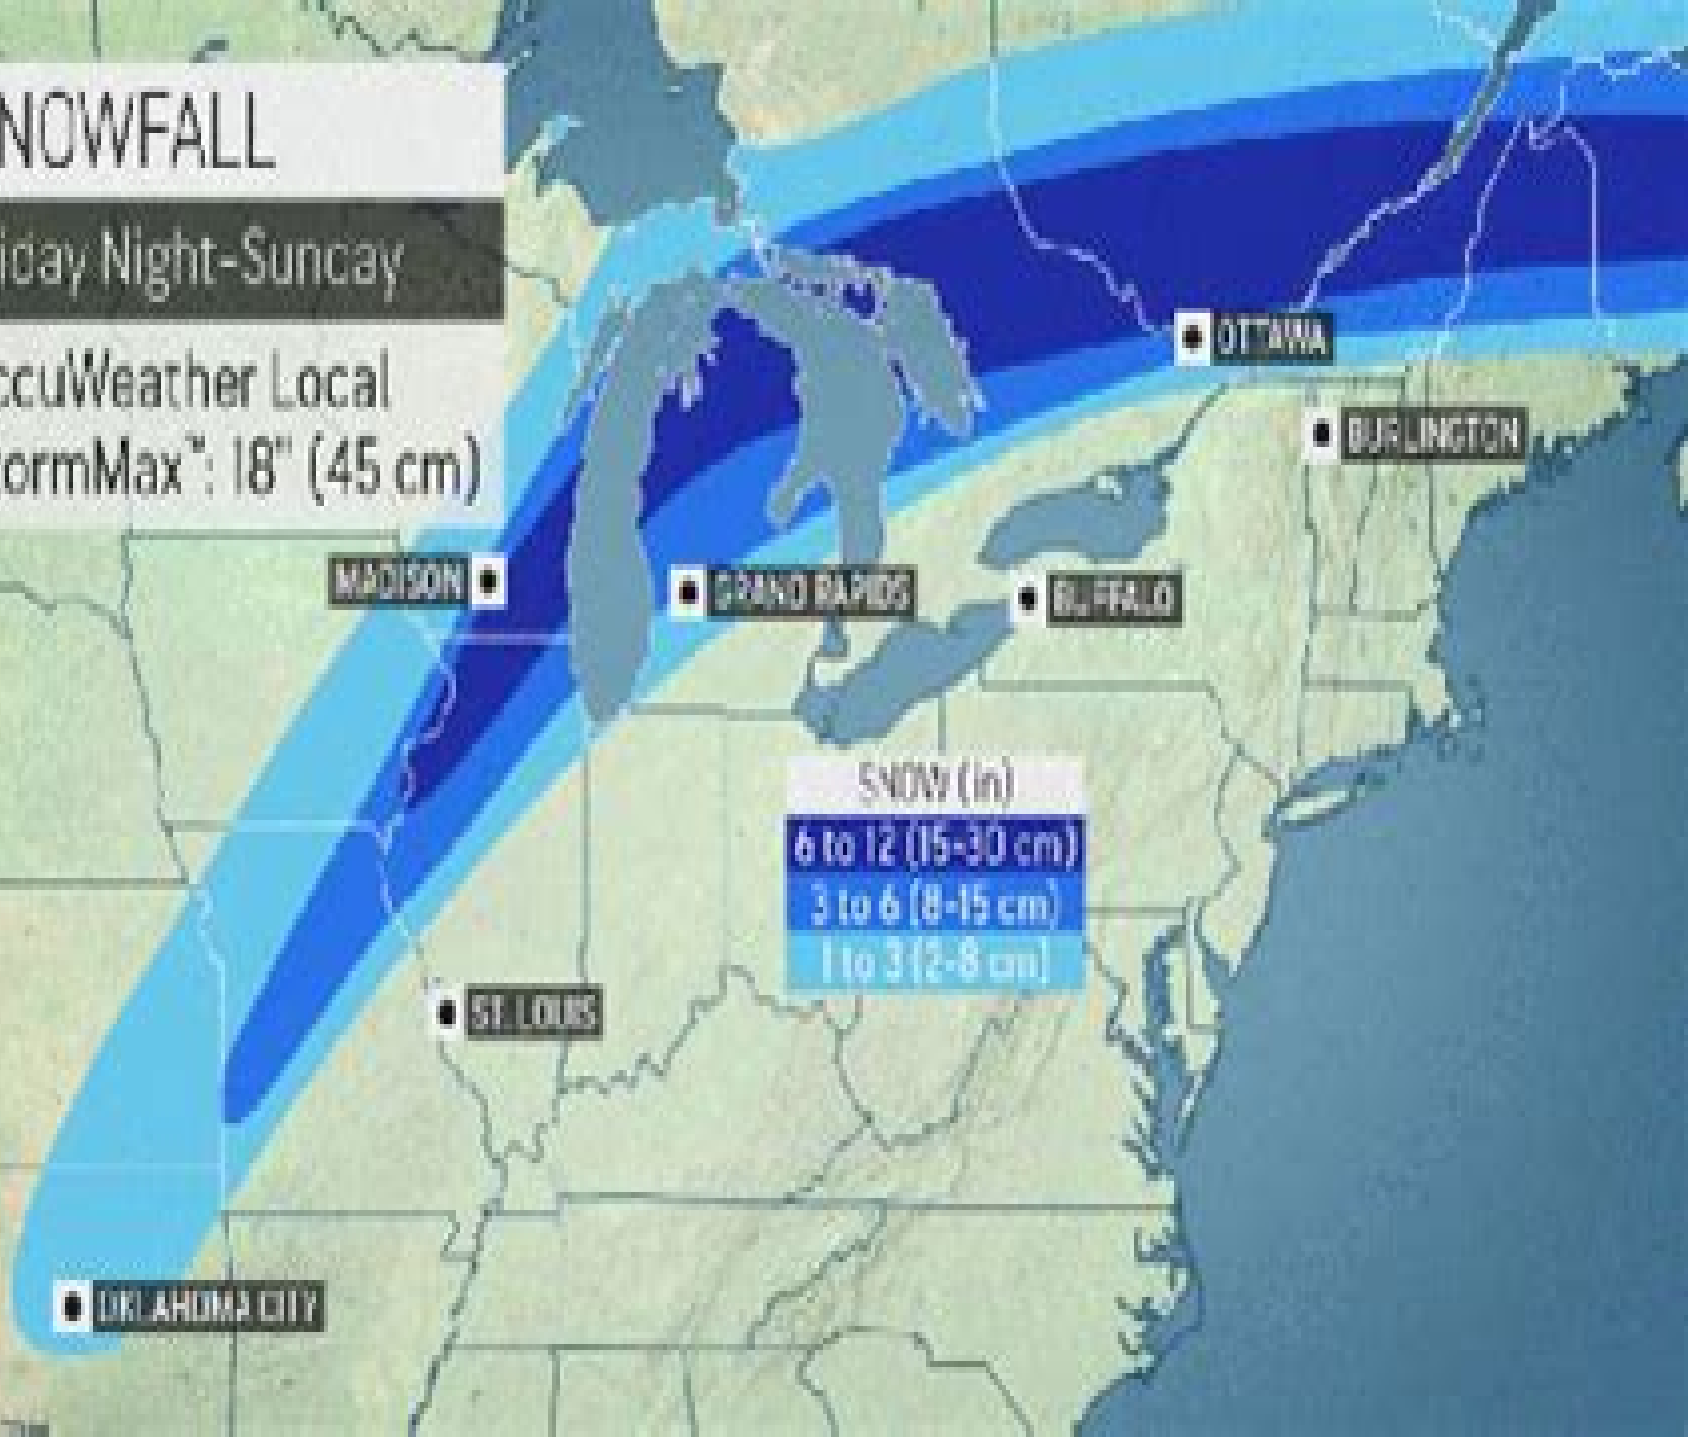 NOWFALL
iday Night-Sunday
ccuWeather Local
tormMax™: 18" (45 cm)
OTTAWA
BURLINGTON
MADISON
GRAND RAPIDS
BUFFALO
SNOW (in)
6 to 12 (15-30 cm)
3 to 6 (8-15 cm)
1 to 3 (2-8 cm)
ST. LOUIS
OKLAHOMA CITY